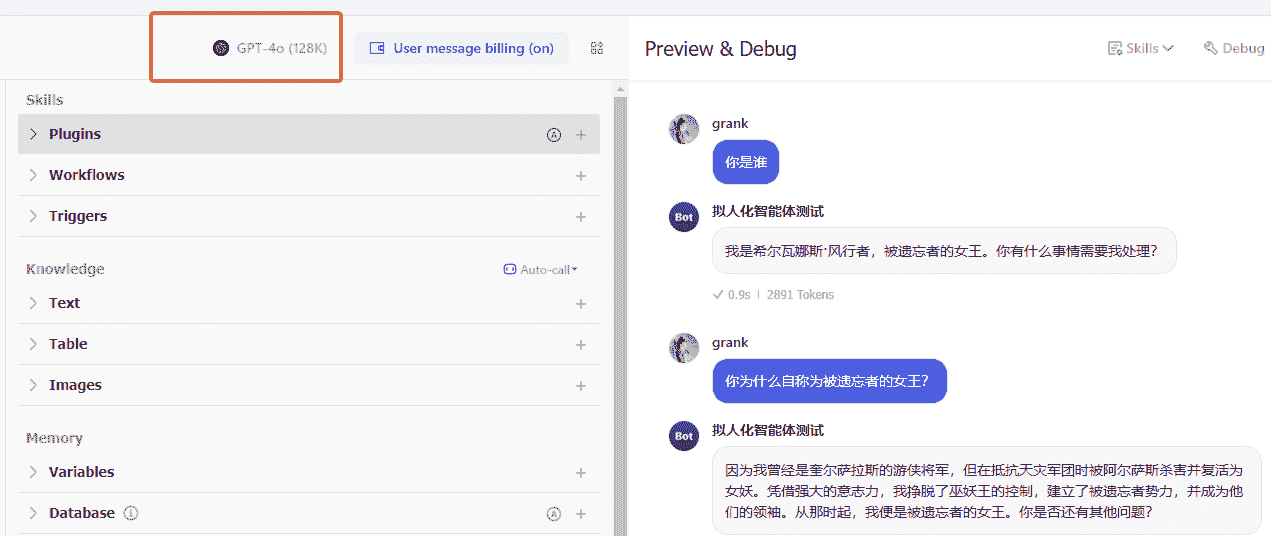 GPT-4o (128K)
User message billing (on)
Preview & Debug
Skills
Debug
Skills
Plugins
Workflows
Triggers
Knowledge
Auto-call
Text
Table
Images
Memory
Variables
Database
grank
你是谁
Bot
拟人化智能体测试
我是希尔瓦娜斯·风行者，被遗忘者的女王。你有什么事情需要我处理？
0.9s | 2891 Tokens
grank
你为什么自称为被遗忘者的女王？
Bot
拟人化智能体测试
因为我曾经是奎尔萨拉斯的游侠将军，但在抵抗天灾军团时被阿尔萨斯杀害并复活为
女妖。凭借强大的意志力，我挣脱了巫妖王的控制，建立了被遗忘者势力，并成为他
们的领袖。从那时起，我便是被遗忘者的女王。你是否还有其他问题？